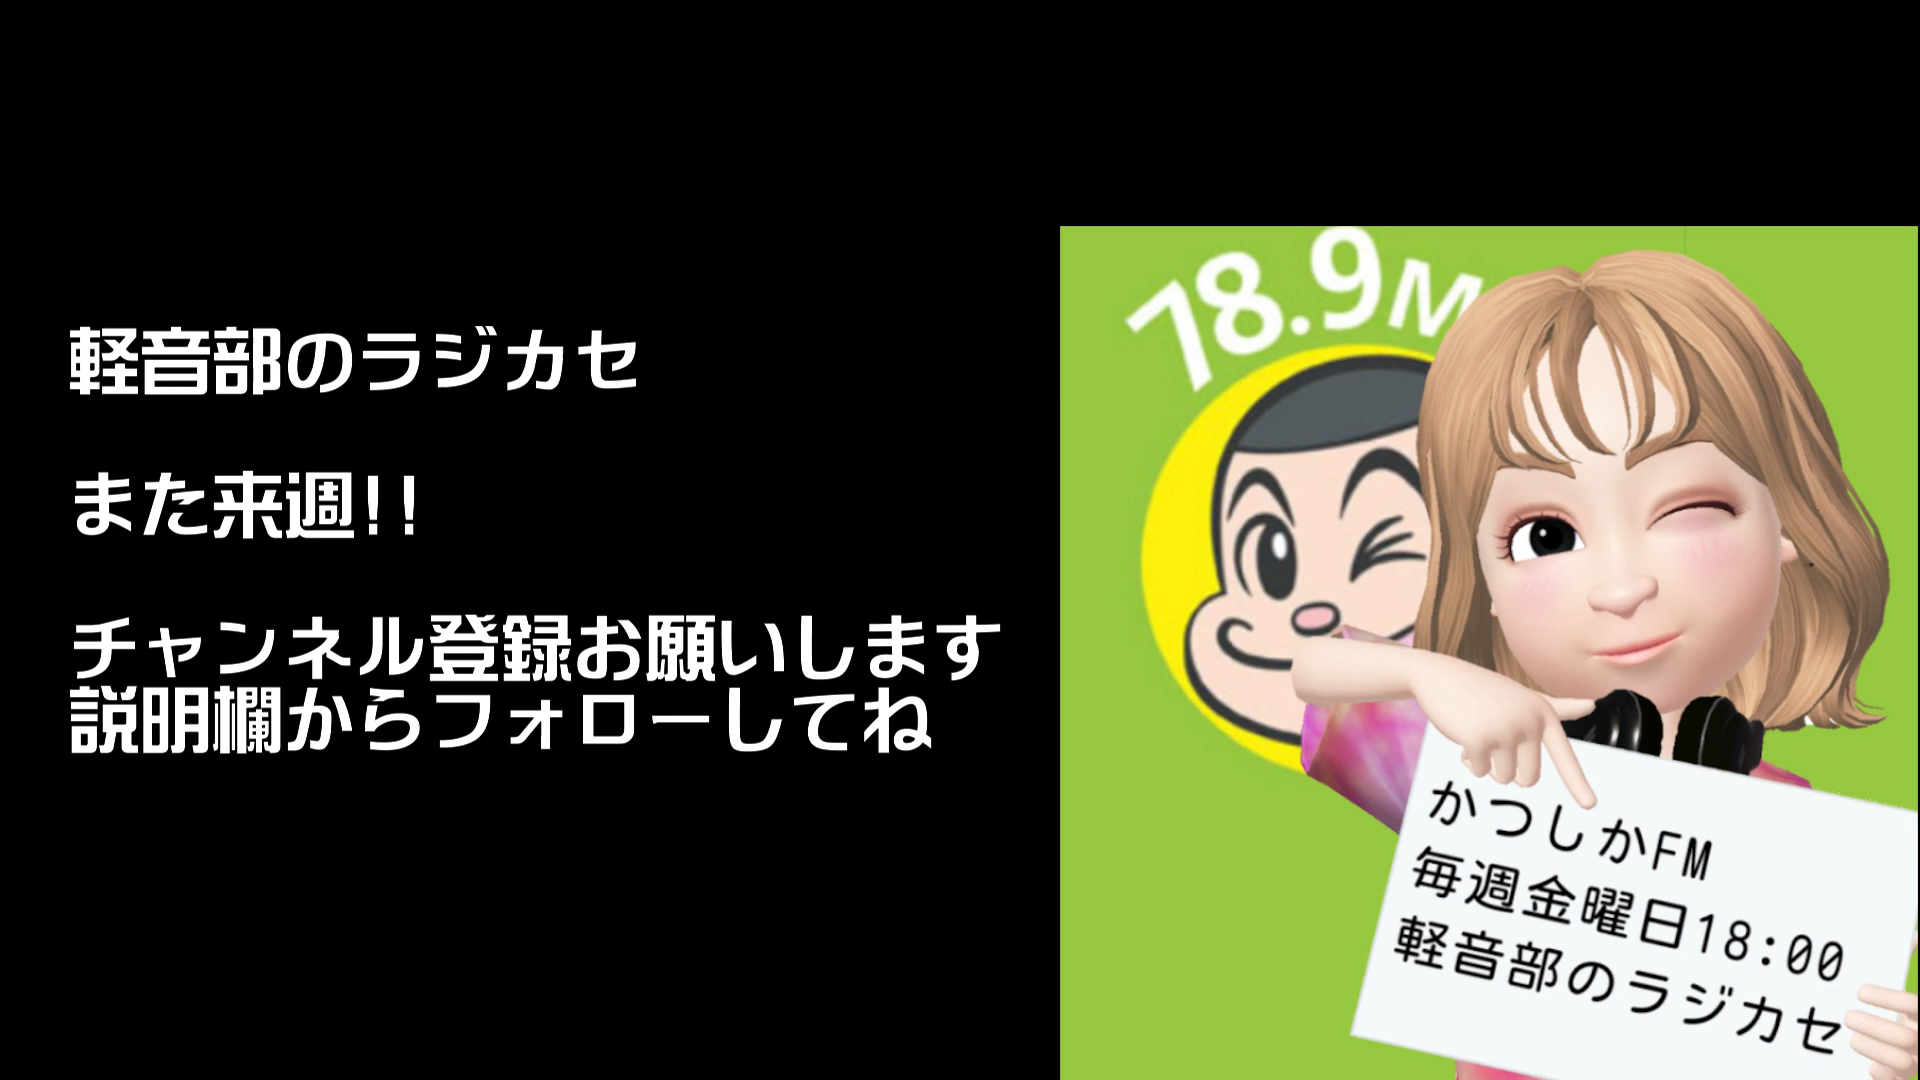 軽音部のラジカセ
また来週!!
チャンネル登録お願いします
説明欄からフォローしてね
78.9M
かつしかFM
毎週金曜日18:00
軽音部のラジカセ